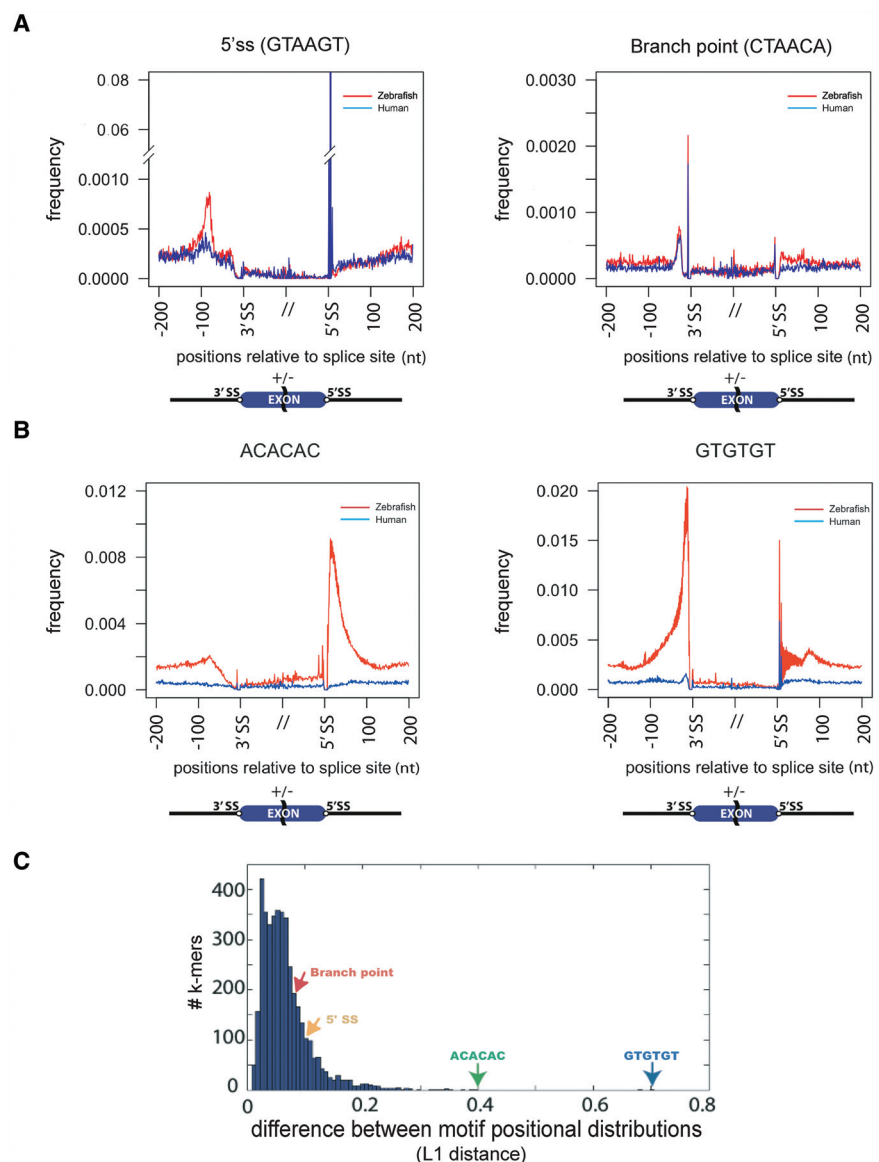 A
5'ss (GTAAGT)
0.08
0.06
0.0010
0.0005
0.0000
frequency
Zebrafish
Human
-200
-100
3'SS
//
5'SS
100
200
positions relative to splice site (nt)
+/-
3'SS EXON 5'SS
Branch point (CTAACA)
0.0030
0.0020
0.0010
0.0000
frequency
Zebrafish
Human
-200
-100
3'SS
//
5'SS
100
200
positions relative to splice site (nt)
+/-
3'SS EXON 5'SS
B
ACACAC
0.012
0.008
0.004
0.000
frequency
Zebrafish
Human
-200
-100
3'SS
//
5'SS
100
200
positions relative to splice site (nt)
+/-
3'SS EXON 5'SS
GTGTGT
0.020
0.015
0.010
0.005
0.000
frequency
Zebrafish
Human
-200
-100
3'SS
//
5'SS
100
200
positions relative to splice site (nt)
+/-
3'SS EXON 5'SS
C
400
300
200
100
0
# k-mers
Branch point
5' SS
ACACAC
GTGTGT
0
0.2
0.4
0.6
0.8
difference between motif positional distributions
(L1 distance)